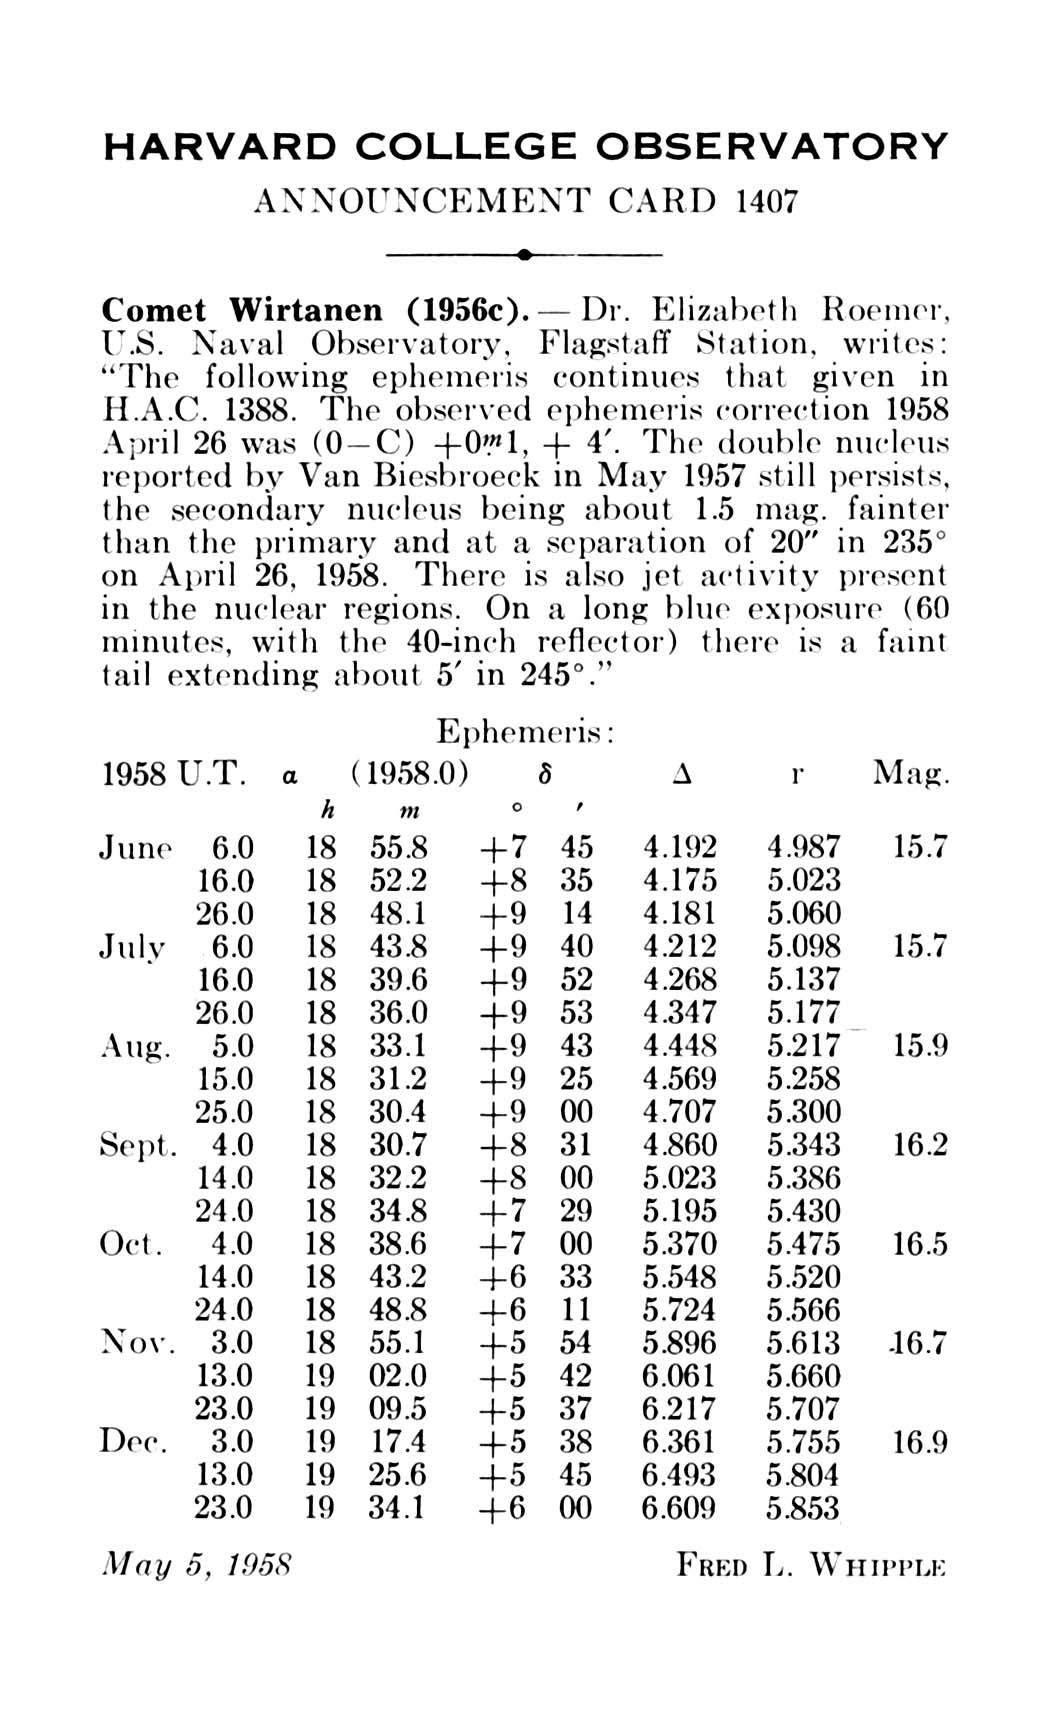 HARVARD COLLEGE OBSERVATORY
ANNOUNCEMENT CARD 1407
Comet Wirtanen (1956c). — Dr. Elizabeth Roemer,
U.S. Naval Observatory, Flagstaff Station, writes:
“The following ephemeris continues that given in
H.A.C. 1388. The observed ephemeris correction 1958
April 26 was (0−C) +0ᵐ.1, + 4′. The double nucleus
reported by Van Biesbroeck in May 1957 still persists,
the secondary nucleus being about 1.5 mag. fainter
than the primary and at a separation of 20″ in 235°
on April 26, 1958. There is also jet activity present
in the nuclear regions. On a long blue exposure (60
minutes, with the 40-inch reflector) there is a faint
tail extending about 5′ in 245°.”
Ephemeris:
1958 U.T. α (1958.0) δ Δ r Mag.
h m ° ′
June 6.0 18 55.8 +7 45 4.192 4.987 15.7
16.0 18 52.2 +8 35 4.175 5.023
26.0 18 48.1 +9 14 4.181 5.060
July 6.0 18 43.8 +9 40 4.212 5.098 15.7
16.0 18 39.6 +9 52 4.268 5.137
26.0 18 36.0 +9 53 4.347 5.177
Aug. 5.0 18 33.1 +9 43 4.448 5.217 15.9
15.0 18 31.2 +9 25 4.569 5.258
25.0 18 30.4 +9 00 4.707 5.300
Sept. 4.0 18 30.7 +8 31 4.860 5.343 16.2
14.0 18 32.2 +8 00 5.023 5.386
24.0 18 34.8 +7 29 5.195 5.430
Oct. 4.0 18 38.6 +7 00 5.370 5.475 16.5
14.0 18 43.2 +6 33 5.548 5.520
24.0 18 48.8 +6 11 5.724 5.566
Nov. 3.0 18 55.1 +5 54 5.896 5.613 16.7
13.0 19 02.0 +5 42 6.061 5.660
23.0 19 09.5 +5 37 6.217 5.707
Dec. 3.0 19 17.4 +5 38 6.361 5.755 16.9
13.0 19 25.6 +5 45 6.493 5.804
23.0 19 34.1 +6 00 6.609 5.853
May 5, 1958 FRED L. WHIPPLE